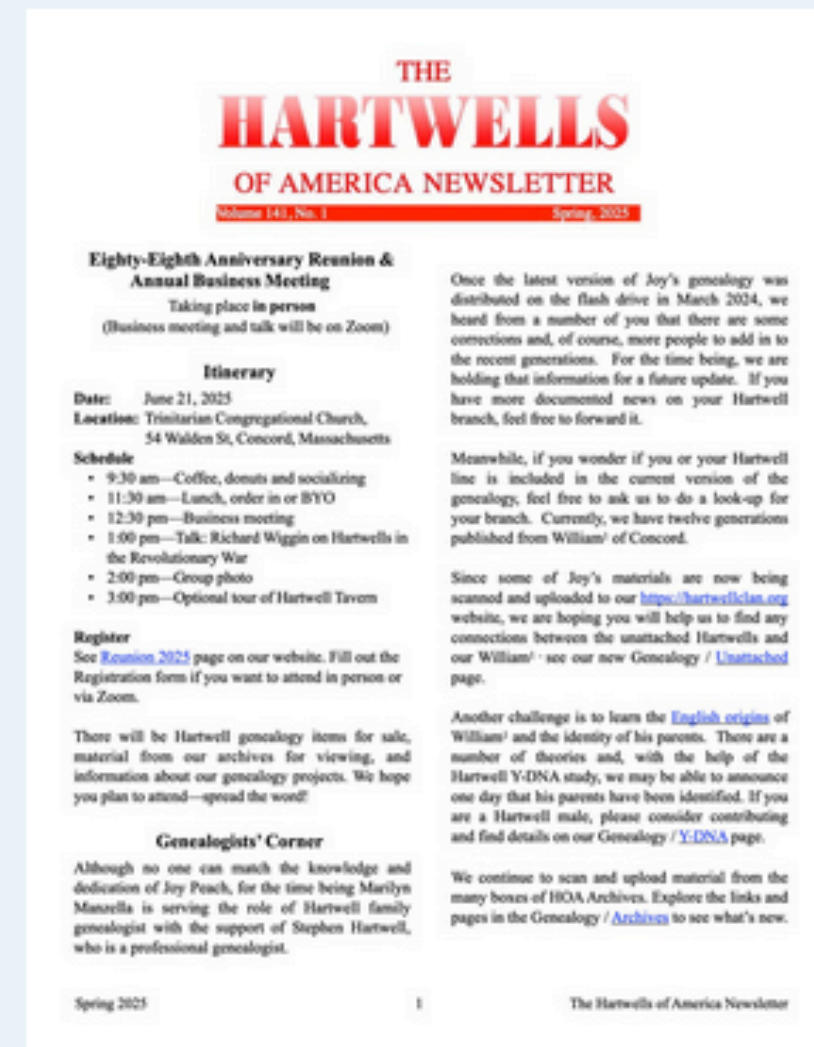 THE
HARTWELLS
OF AMERICA NEWSLETTER
Volume 141, No. 1 Spring, 2025
Eighty-Eighth Anniversary Reunion &
Annual Business Meeting
Taking place in person
(Business meeting and talk will be on Zoom)
Itinerary
Date: June 21, 2025
Location: Trinitarian Congregational Church,
54 Walden St, Concord, Massachusetts
Schedule
• 9:30 am—Coffee, donuts and socializing
• 11:30 am—Lunch, order in or BYO
• 12:30 pm—Business meeting
• 1:00 pm—Talk: Richard Wiggin on Hartwells in
the Revolutionary War
• 2:00 pm—Group photo
• 3:00 pm—Optional tour of Hartwell Tavern
Register
See Reunion 2025 page on our website. Fill out the
Registration form if you want to attend in person or
via Zoom.
There will be Hartwell genealogy items for sale,
material from our archives for viewing, and
information about our genealogy projects. We hope
you plan to attend—spread the word!
Genealogists' Corner
Although no one can match the knowledge and
dedication of Joy Peach, for the time being Marilyn
Manzella is serving the role of Hartwell family
genealogist with the support of Stephen Hartwell,
who is a professional genealogist.
Once the latest version of Joy's genealogy was
distributed on the flash drive in March 2024, we
heard from a number of you that there are some
corrections and, of course, more people to add in to
the recent generations. For the time being, we are
holding that information for a future update. If you
have more documented news on your Hartwell
branch, feel free to forward it.
Meanwhile, if you wonder if you or your Hartwell
line is included in the current version of the
genealogy, feel free to ask us to do a look-up for
your branch. Currently, we have twelve generations
published from William¹ of Concord.
Since some of Joy's materials are now being
scanned and uploaded to our https://hartwellclan.org
website, we are hoping you will help us to find any
connections between the unattached Hartwells and
our William¹ - see our new Genealogy / Unattached
page.
Another challenge is to learn the English origins of
William¹ and the identity of his parents. There are a
number of theories and, with the help of the
Hartwell Y-DNA study, we may be able to announce
one day that his parents have been identified. If you
are a Hartwell male, please consider contributing
and find details on our Genealogy / Y-DNA page.
We continue to scan and upload material from the
many boxes of HOA Archives. Explore the links and
pages in the Genealogy / Archives to see what's new.
Spring 2025 1 The Hartwells of America Newsletter